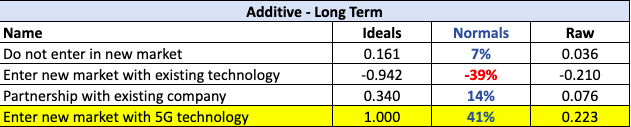 Additive - Long Term
Name Ideals Normals Raw
Do not enter in new market 0.161 7% 0.036
Enter new market with existing technology -0.942 -39% -0.210
Partnership with existing company 0.340 14% 0.076
Enter new market with 5G technology 1.000 41% 0.223